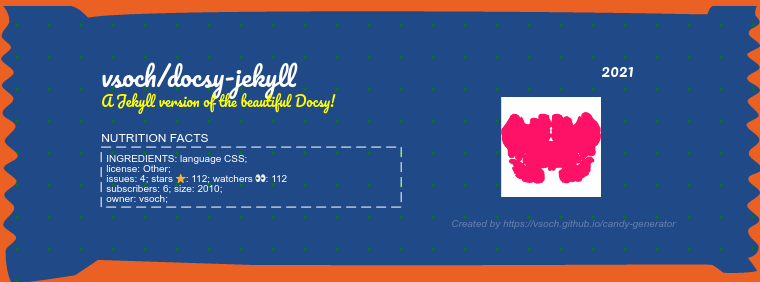 vsoch/docsy-jekyll
A Jekyll version of the beautiful Docsy!
2021
NUTRITION FACTS
INGREDIENTS: language CSS;
license: Other;
issues: 4; stars ⭐: 112; watchers 👀: 112
subscribers: 6; size: 2010;
owner: vsoch;
Created by https://vsoch.github.io/candy-generator